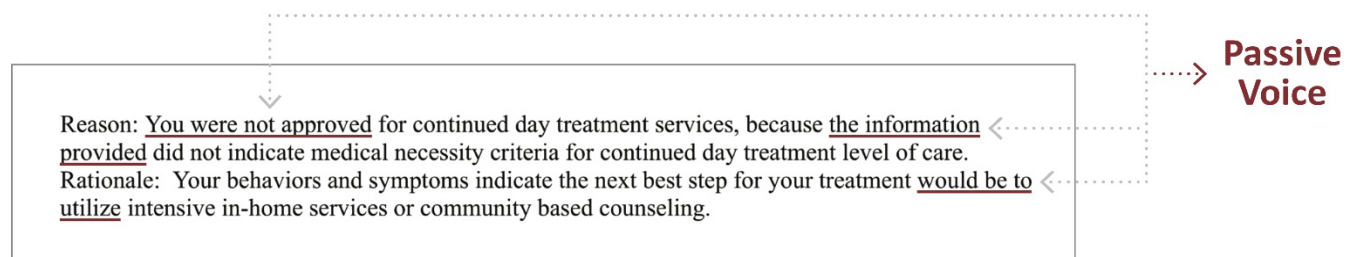 Passive
Voice
Reason: You were not approved for continued day treatment services, because the information
provided did not indicate medical necessity criteria for continued day treatment level of care.
Rationale:  Your behaviors and symptoms indicate the next best step for your treatment would be to
utilize intensive in-home services or community based counseling.